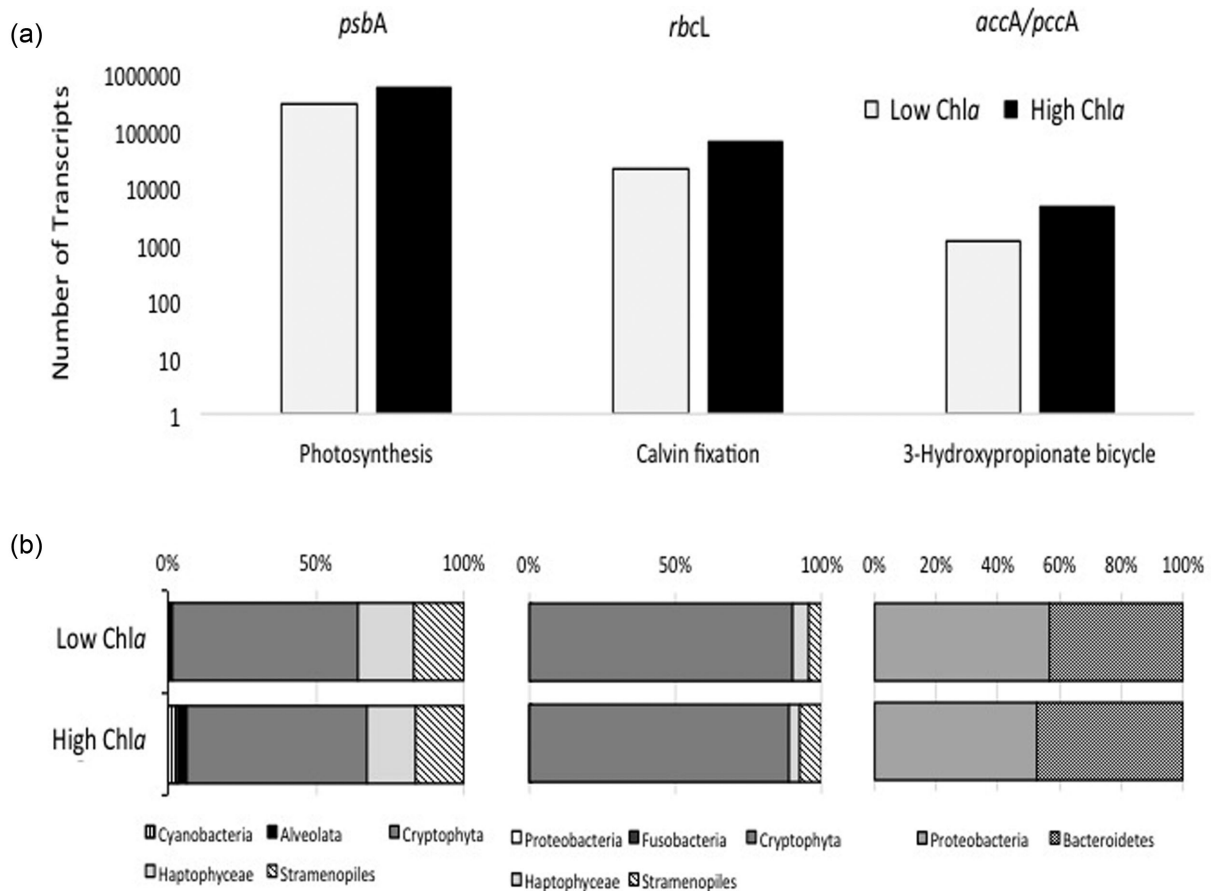 (a)
psbA
rbcL
accA/pccA
Number of Transcripts
1000000
100000
10000
1000
100
10
1
Low Chla
High Chla
Photosynthesis
Calvin fixation
3-Hydroxypropionate bicycle
(b)
0% 50% 100%
0% 50% 100%
0% 20% 40% 60% 80% 100%
Low Chla
High Chla
Cyanobacteria Alveolata Cryptophyta
Haptophyceae Stramenopiles
Proteobacteria Fusobacteria Cryptophyta
Haptophyceae Stramenopiles
Proteobacteria Bacteroidetes